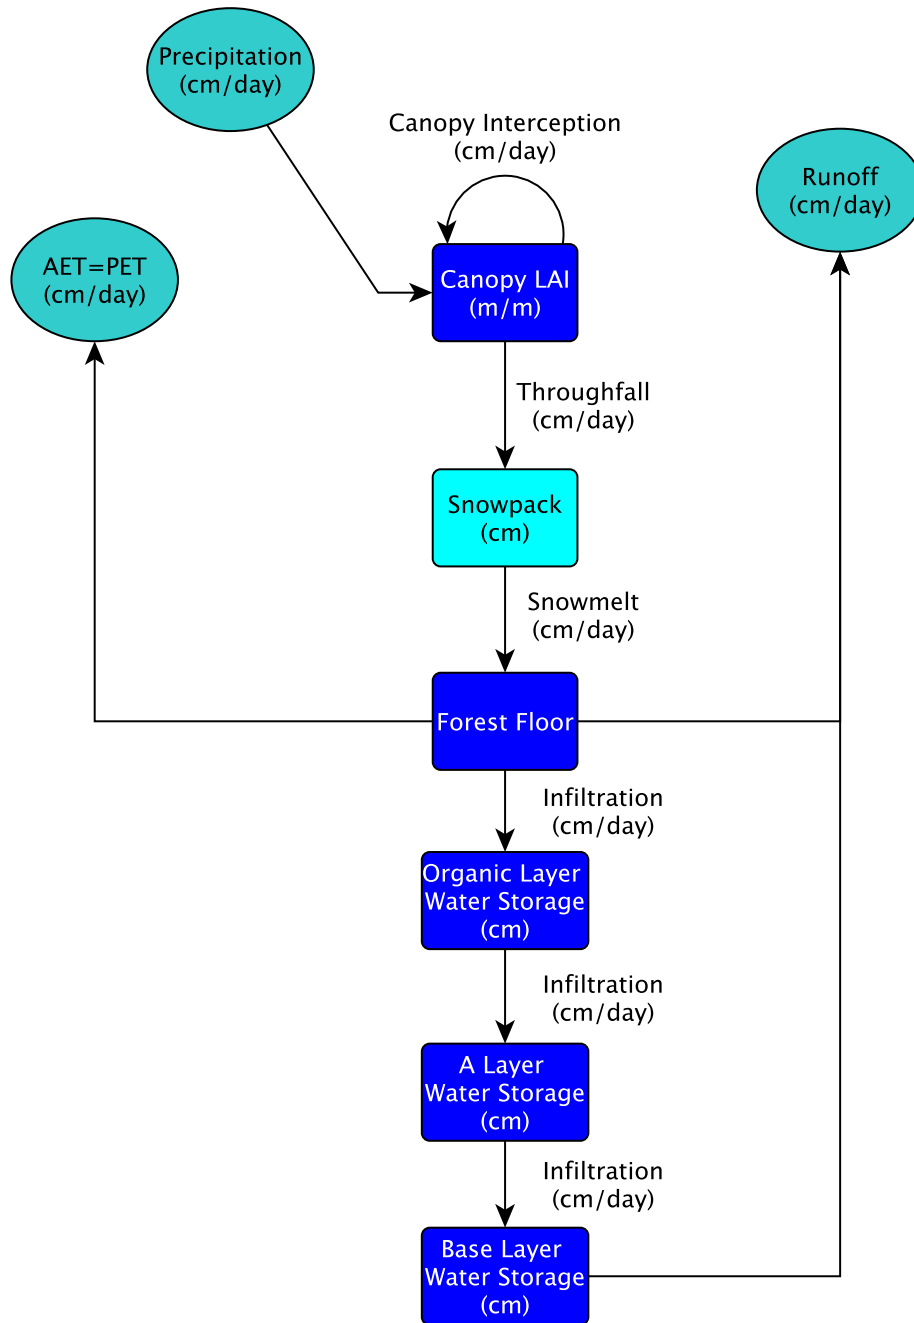 Precipitation
(cm/day)
Canopy Interception
(cm/day)
Runoff
(cm/day)
AET=PET
(cm/day)
Canopy LAI
(m/m)
Throughfall
(cm/day)
Snowpack
(cm)
Snowmelt
(cm/day)
Forest Floor
Infiltration
(cm/day)
Organic Layer
Water Storage
(cm)
Infiltration
(cm/day)
A Layer
Water Storage
(cm)
Infiltration
(cm/day)
Base Layer
Water Storage
(cm)